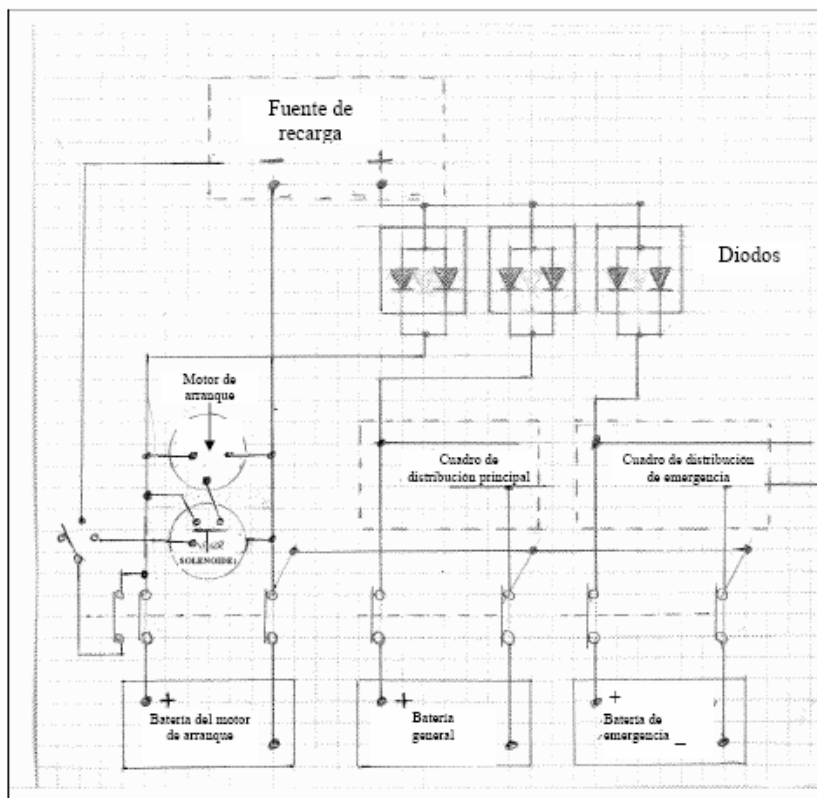 Fuente de
recarga
− +
Diodos
Motor de
arranque
Cuadro de
distribución principal
Cuadro de distribución
de emergencia
SOLENOIDE
+
Batería del motor
de arranque
+
Batería
general
+
Batería de
emergencia −